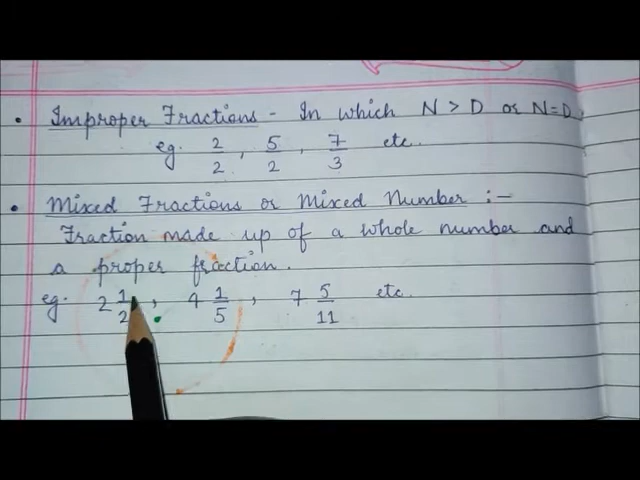 • Improper Fractions - In which N > D or N=D,
eg. 2/2, 5/2, 7/3 etc.
• Mixed Fractions or Mixed Number :-
Fraction made up of a whole number and
a proper fraction.
eg. 2 1/2, 4 1/5, 7 5/11 etc.